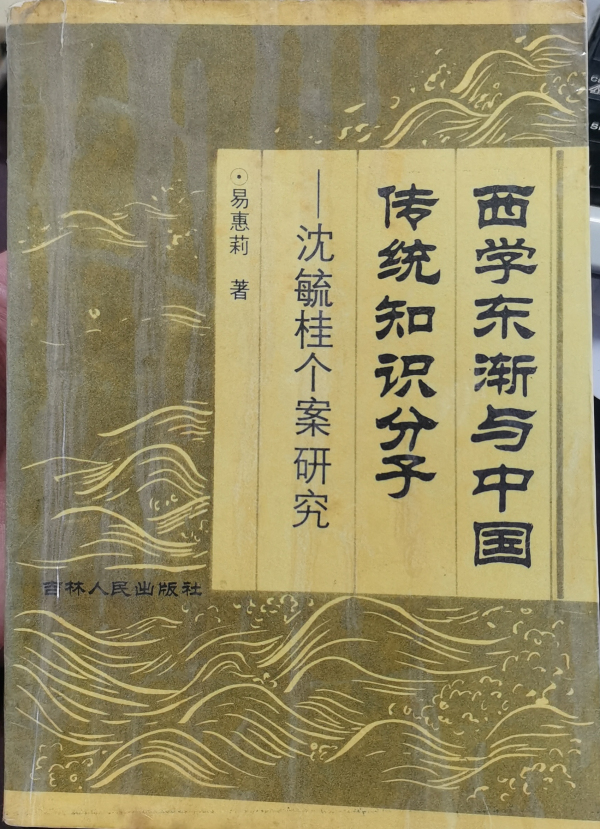 西学东渐与中国
传统知识分子
—沈毓桂个案研究
⊙易惠莉 著
吉林人民出版社